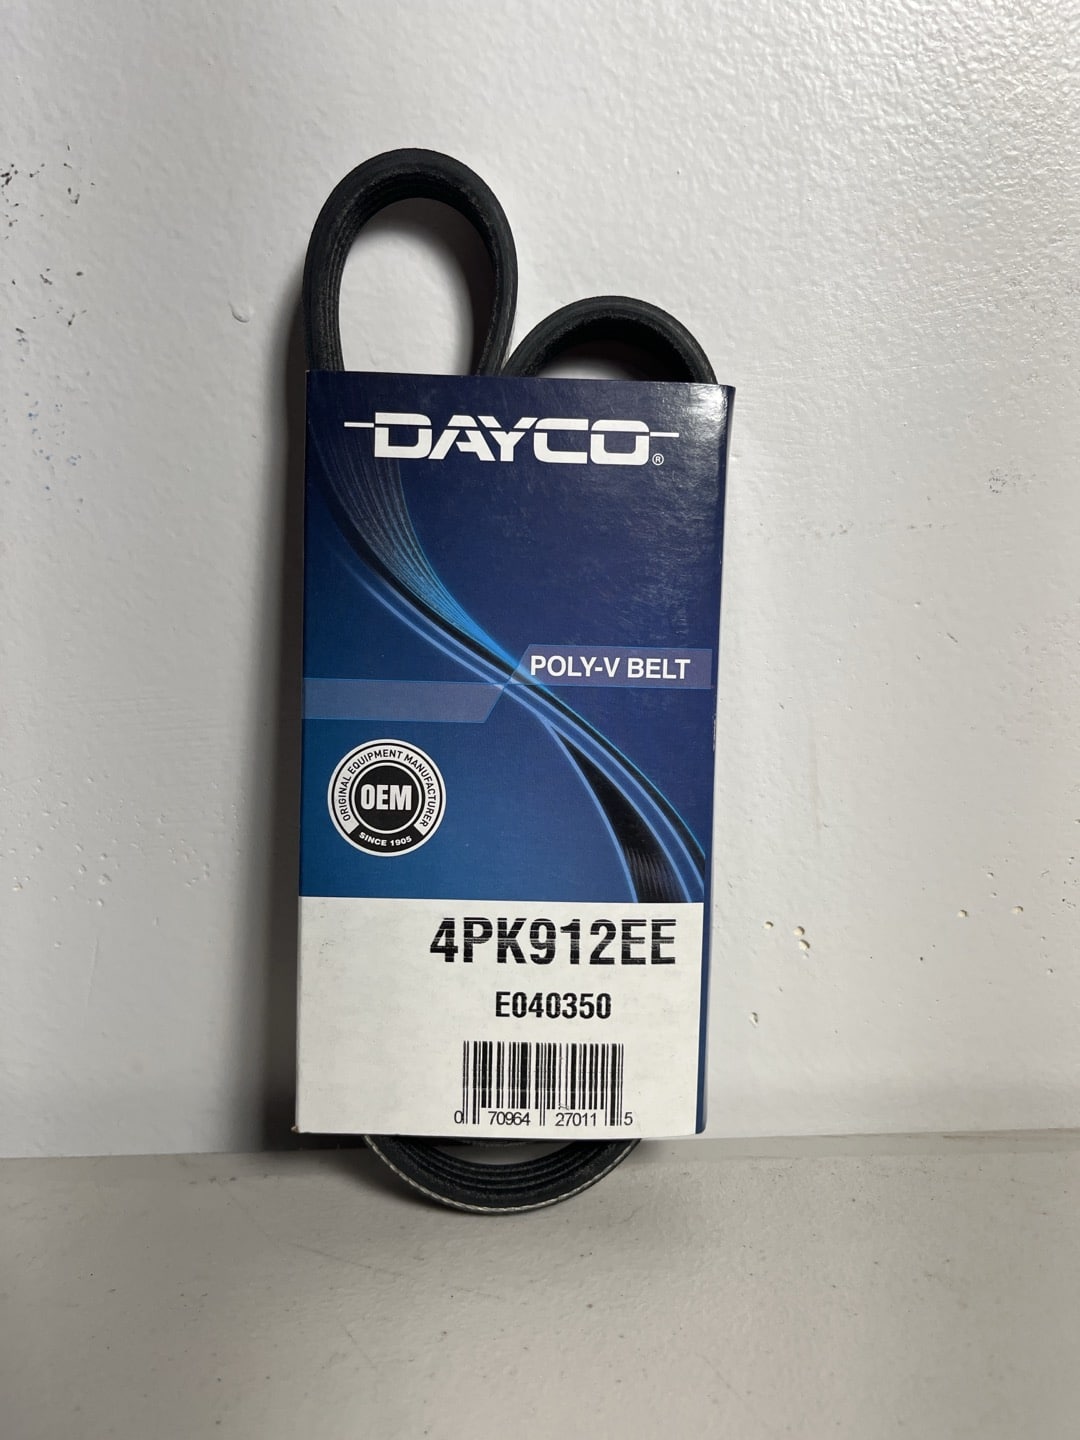 DAYCO®
POLY-V BELT
ORIGINAL EQUIPMENT MANUFACTURER
OEM
SINCE 1905
4PK912EE
E040350
0 70964 27011 5